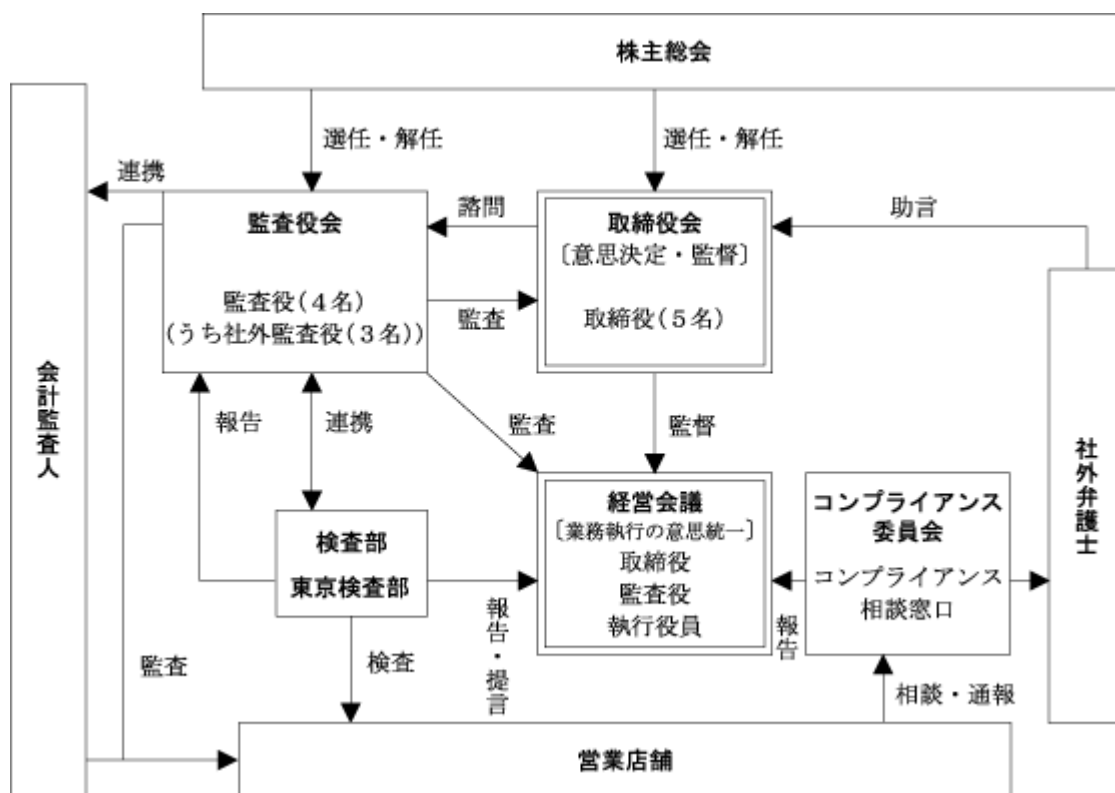 株主総会
選任・解任
選任・解任
連携
監査役会
監査役(4名)
(うち社外監査役(3名))
諮問
監査
取締役会
〔意思決定・監督〕
取締役(5名)
助言
会計監査人
報告
連携
監査
監督
社外弁護士
検査部
東京検査部
報告・提言
経営会議
〔業務執行の意思統一〕
取締役
監査役
執行役員
報告
コンプライアンス
委員会
コンプライアンス
相談窓口
監査
検査
相談・通報
営業店舗